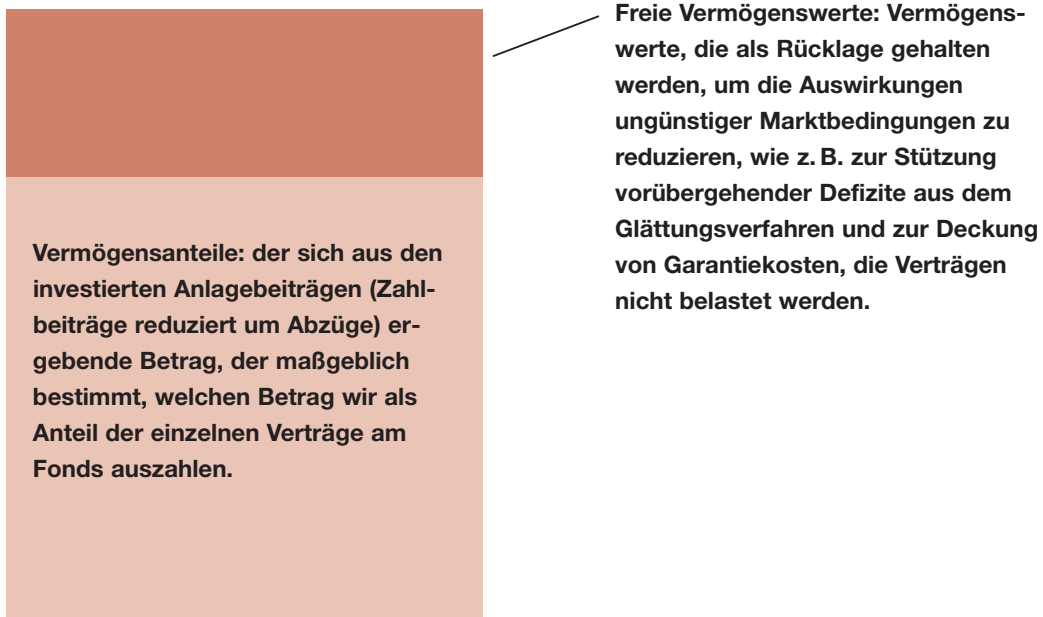 Freie Vermögenswerte: Vermögens-
werte, die als Rücklage gehalten
werden, um die Auswirkungen
ungünstiger Marktbedingungen zu
reduzieren, wie z. B. zur Stützung
vorübergehender Defizite aus dem
Glättungsverfahren und zur Deckung
von Garantiekosten, die Verträgen
nicht belastet werden.
Vermögensanteile: der sich aus den
investierten Anlagebeiträgen (Zahl-
beiträge reduziert um Abzüge) er-
gebende Betrag, der maßgeblich
bestimmt, welchen Betrag wir als
Anteil der einzelnen Verträge am
Fonds auszahlen.